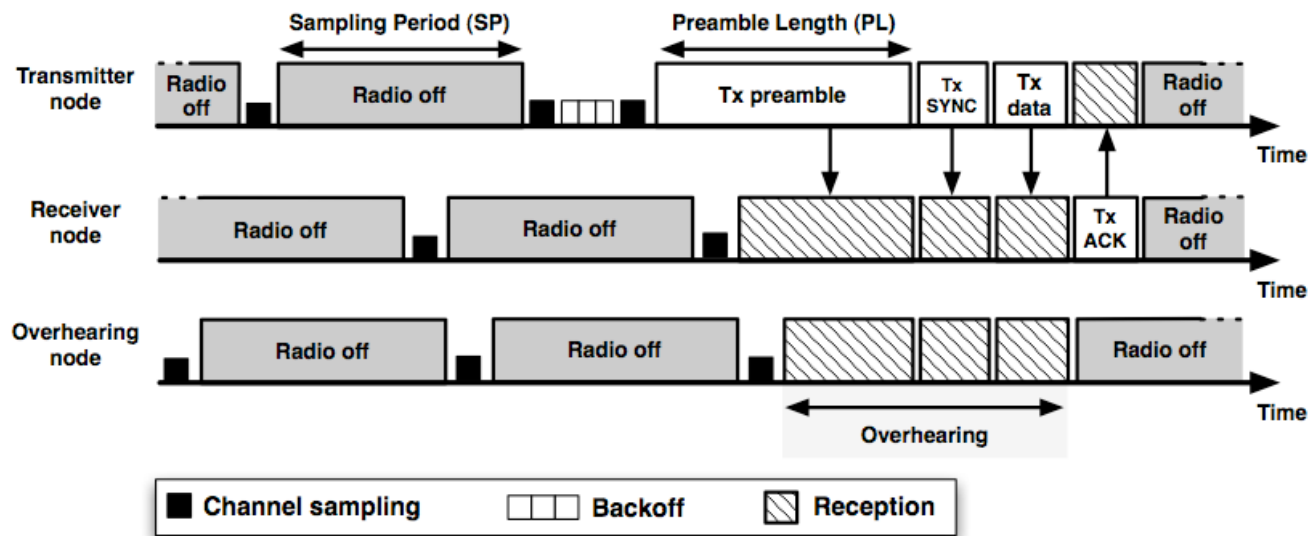 Sampling Period (SP)
Preamble Length (PL)
Transmitter
node
Radio
off
Radio off
Tx preamble
Tx
SYNC
Tx
data
Radio
off
Time
Receiver
node
Radio off
Radio off
Tx
ACK
Radio
off
Time
Overhearing
node
Radio off
Radio off
Radio off
Time
Overhearing
Channel sampling
Backoff
Reception